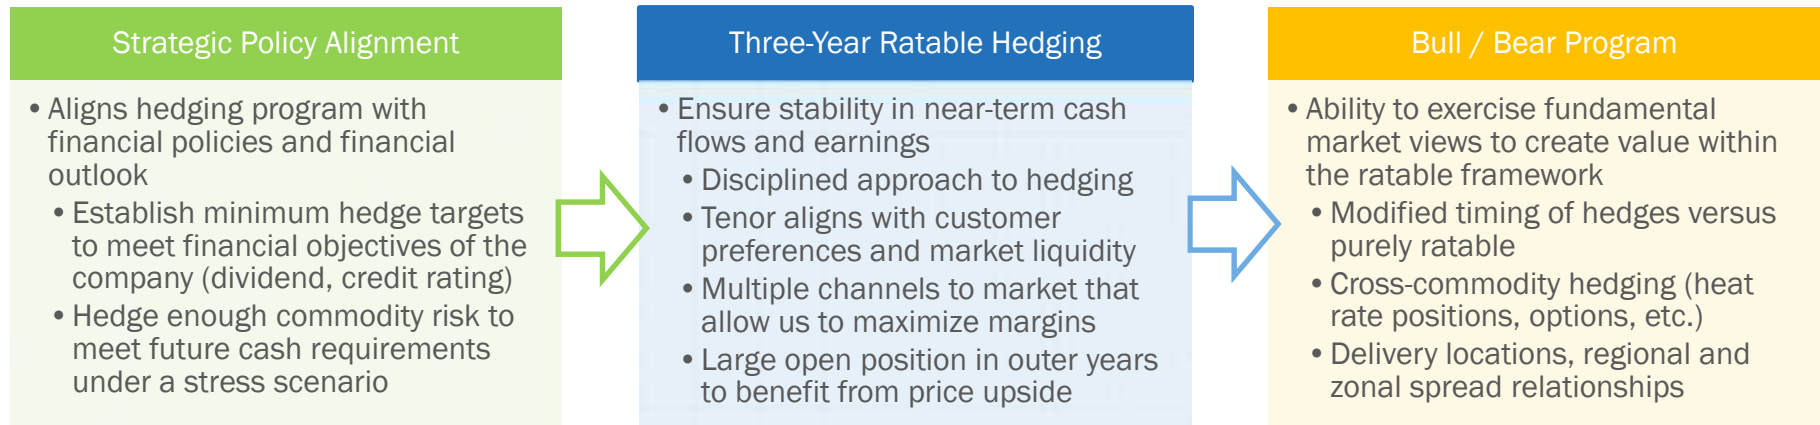 Strategic Policy Alignment
• Aligns hedging program with
financial policies and financial
outlook
• Establish minimum hedge targets
to meet financial objectives of the
company (dividend, credit rating)
• Hedge enough commodity risk to
meet future cash requirements
under a stress scenario
Three-Year Ratable Hedging
• Ensure stability in near-term cash
flows and earnings
• Disciplined approach to hedging
• Tenor aligns with customer
preferences and market liquidity
• Multiple channels to market that
allow us to maximize margins
• Large open position in outer years
to benefit from price upside
Bull / Bear Program
• Ability to exercise fundamental
market views to create value within
the ratable framework
• Modified timing of hedges versus
purely ratable
• Cross-commodity hedging (heat
rate positions, options, etc.)
• Delivery locations, regional and
zonal spread relationships